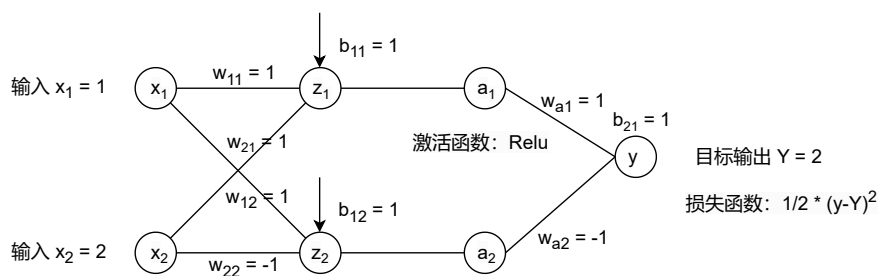 b₁₁ = 1
输入 x₁ = 1
x₁
w₁₁ = 1
z₁
a₁
wₐ₁ = 1
b₂₁ = 1
w₂₁ = 1
激活函数：Relu
y
目标输出 Y = 2
w₁₂ = 1
b₁₂ = 1
损失函数：1/2 * (y-Y)²
输入 x₂ = 2
x₂
w₂₂ = -1
z₂
a₂
wₐ₂ = -1